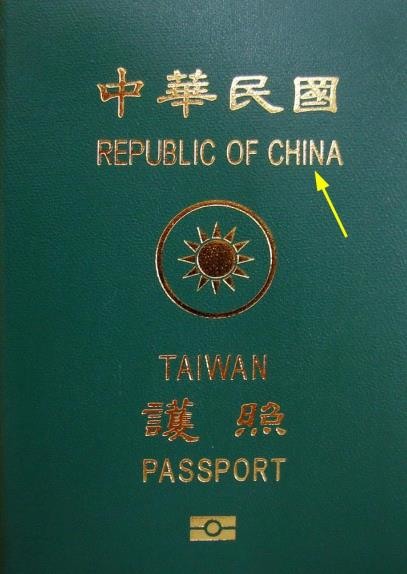 中華民國
REPUBLIC OF CHINA
TAIWAN
護照
PASSPORT